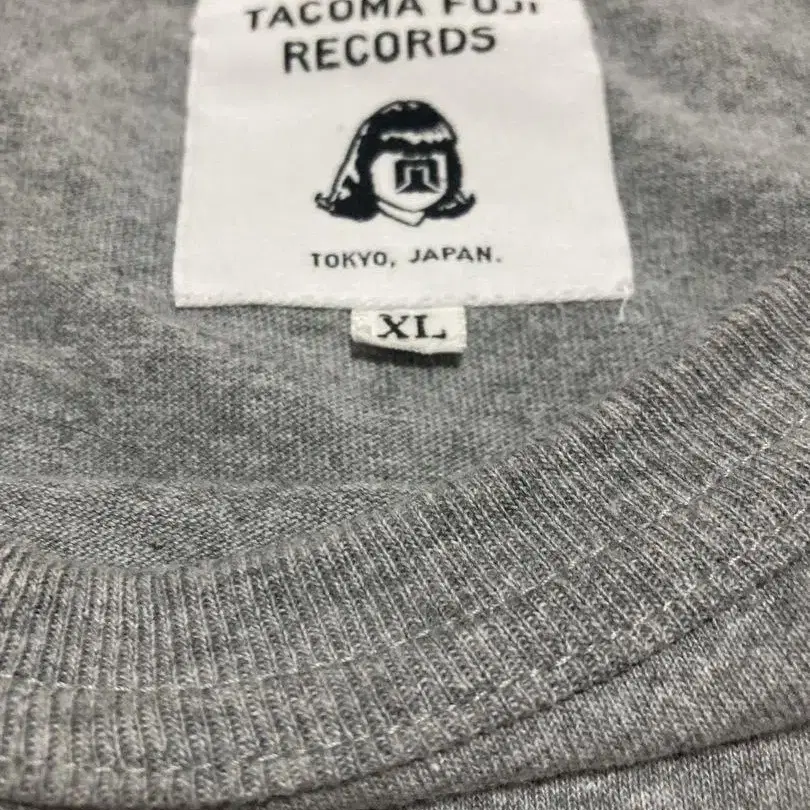 TACOMA FUJI
RECORDS
TOKYO, JAPAN.
XL